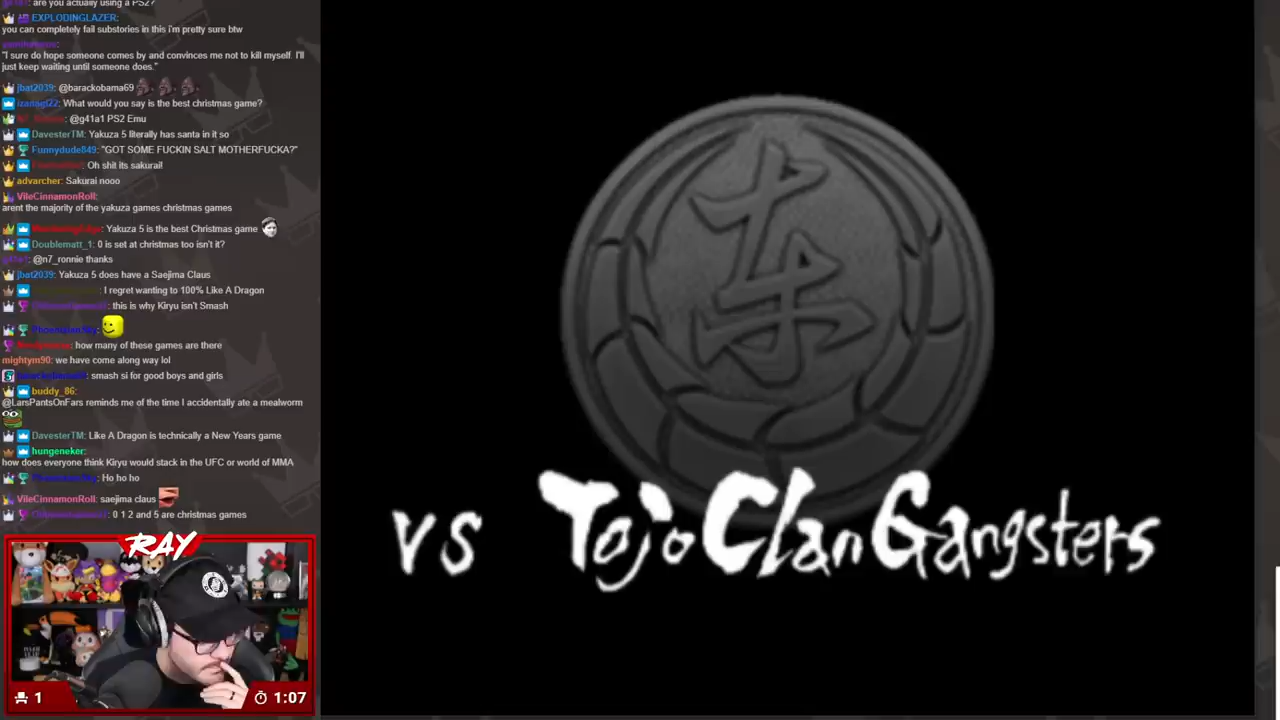 are you actually using a PS2?
EXPLODINGLAZER:
you can completely fail substories in this i'm pretty sure btw
"I sure do hope someone comes by and convinces me not to kill myself. I'll
just keep waiting until someone does."
jbat2039: @barackobama69
izanagi22: What would you say is the best christmas game?
@g41a1 PS2 Emu
DavesterTM: Yakuza 5 literally has santa in it so
Funnydude849: "GOT SOME FUCKIN SALT MOTHERFUCKA?"
Oh shit its sakurai!
advarcher: Sakurai nooo
VileCinnamonRoll:
arent the majority of the yakuza games christmas games
Yakuza 5 is the best Christmas game
Doublematt_1: 0 is set at christmas too isn't it?
g41a1: @n7_ronnie thanks
jbat2039: Yakuza 5 does have a Saejima Claus
I regret wanting to 100% Like A Dragon
this is why Kiryu isn't Smash
how many of these games are there
mightym90: we have come along way lol
smash si for good boys and girls
buddy_86:
@LarsPantsOnFars reminds me of the time I accidentally ate a mealworm
DavesterTM: Like A Dragon is technically a New Years game
hungeneker:
how does everyone think Kiryu would stack in the UFC or world of MMA
Ho ho ho
VileCinnamonRoll: saejima claus
0 1 2 and 5 are christmas games
RAY
1
1:07
vs Tojo Clan Gangsters